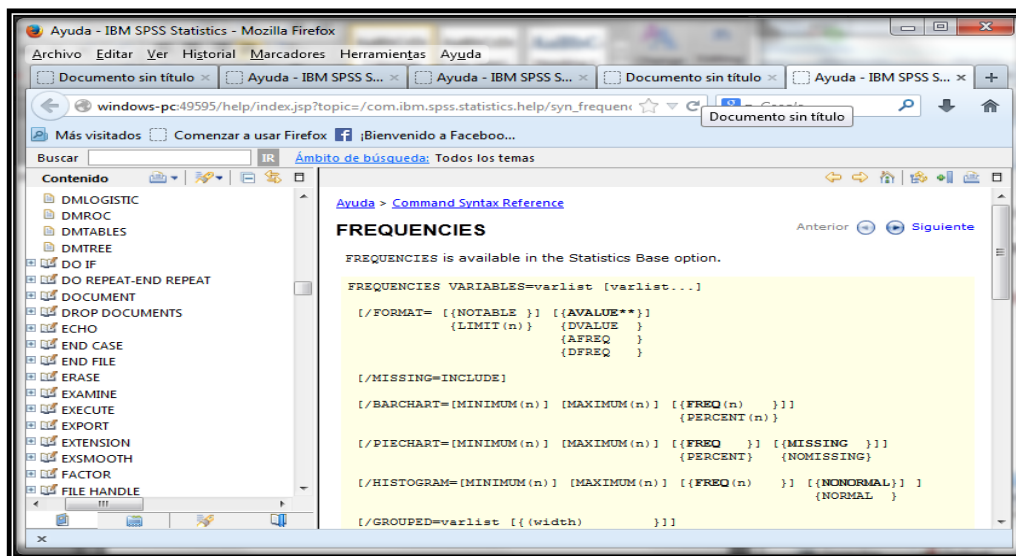 Ayuda - IBM SPSS Statistics - Mozilla Firefox
Archivo Editar Ver Historial Marcadores Herramientas Ayuda
Documento sin título × Ayuda - IBM SPSS S... × Ayuda - IBM SPSS S... × Documento sin título × Ayuda - IBM SPSS S... × +
windows-pc:49595/help/index.jsp?topic=/com.ibm.spss.statistics.help/syn_frequen
Documento sin título
Más visitados Comenzar a usar Firefox ¡Bienvenido a Faceboo...
Buscar IR Ámbito de búsqueda: Todos los temas
Contenido
DMLOGISTIC
DMROC
DMTABLES
DMTREE
DO IF
DO REPEAT-END REPEAT
DOCUMENT
DROP DOCUMENTS
ECHO
END CASE
END FILE
ERASE
EXAMINE
EXECUTE
EXPORT
EXTENSION
EXSMOOTH
FACTOR
FILE HANDLE
Ayuda > Command Syntax Reference
FREQUENCIES
Anterior Siguiente
FREQUENCIES is available in the Statistics Base option.
FREQUENCIES VARIABLES=varlist [varlist...]
[/FORMAT= [{NOTABLE }] [{AVALUE**}]
{LIMIT(n)} {DVALUE }
{AFREQ }
{DFREQ }
[/MISSING=INCLUDE]
[/BARCHART=[MINIMUM(n)] [MAXIMUM(n)] [{FREQ(n) }]]
{PERCENT(n)}
[/PIECHART=[MINIMUM(n)] [MAXIMUM(n)] [{FREQ }] [{MISSING }]]
{PERCENT} {NOMISSING}
[/HISTOGRAM=[MINIMUM(n)] [MAXIMUM(n)] [{FREQ(n) }] [{NONORMAL}] ]
{NORMAL }
[/GROUPED=varlist [{(width) }]]